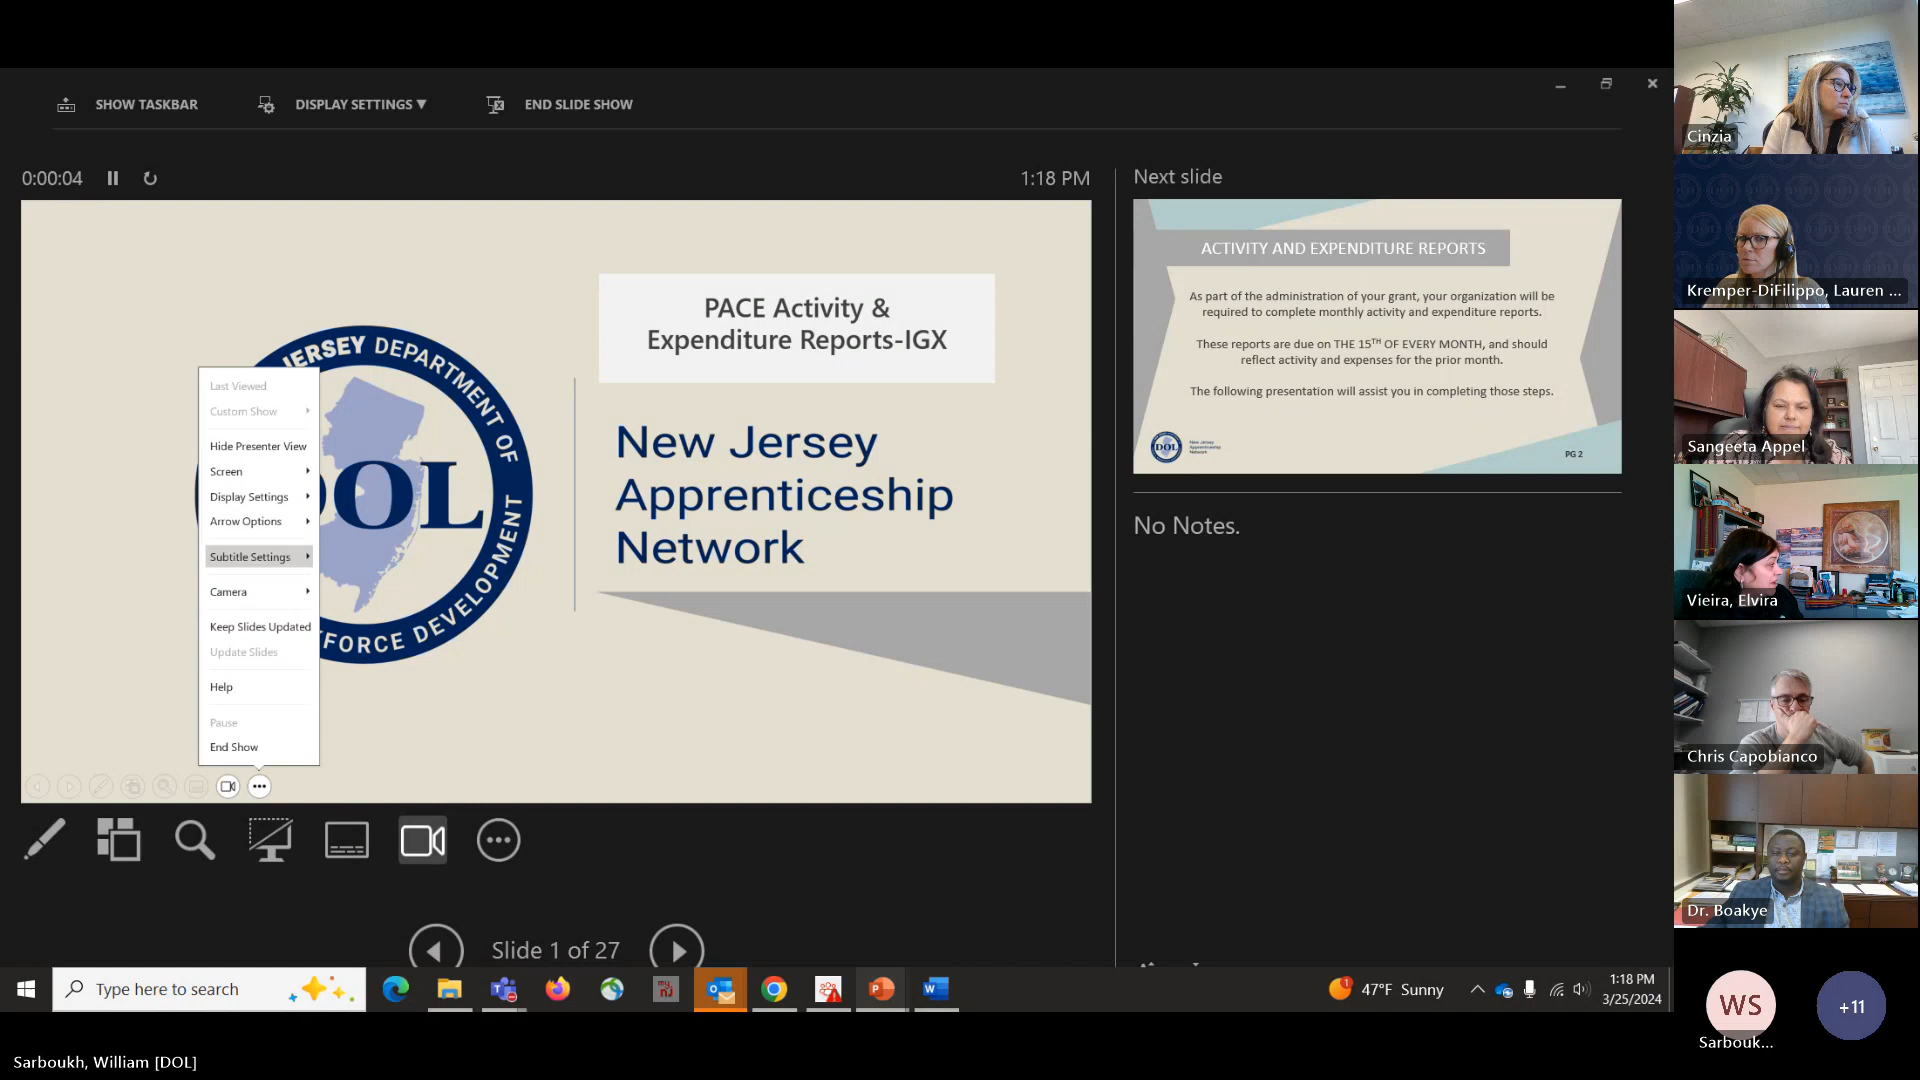 SHOW TASKBAR
DISPLAY SETTINGS ▼
END SLIDE SHOW
0:00:04
1:18 PM
Next slide
PACE Activity &
Expenditure Reports-IGX
JERSEY DEPARTMENT OF
DOL
FORCE DEVELOPMENT
New Jersey
Apprenticeship
Network
Last Viewed
Custom Show
Hide Presenter View
Screen
Display Settings
Arrow Options
Subtitle Settings
Camera
Keep Slides Updated
Update Slides
Help
Pause
End Show
ACTIVITY AND EXPENDITURE REPORTS
As part of the administration of your grant, your organization will be
required to complete monthly activity and expenditure reports.
These reports are due on THE 15TH OF EVERY MONTH, and should
reflect activity and expenses for the prior month.
The following presentation will assist you in completing those steps.
DOL
New Jersey
Apprenticeship
Network
PG 2
No Notes.
Slide 1 of 27
Type here to search
47°F Sunny
1:18 PM
3/25/2024
Sarboukh, William [DOL]
Cinzia
Kremper-DiFilippo, Lauren ...
Sangeeta Appel
Vieira, Elvira
Chris Capobianco
Dr. Boakye
WS
Sarbouk...
+11